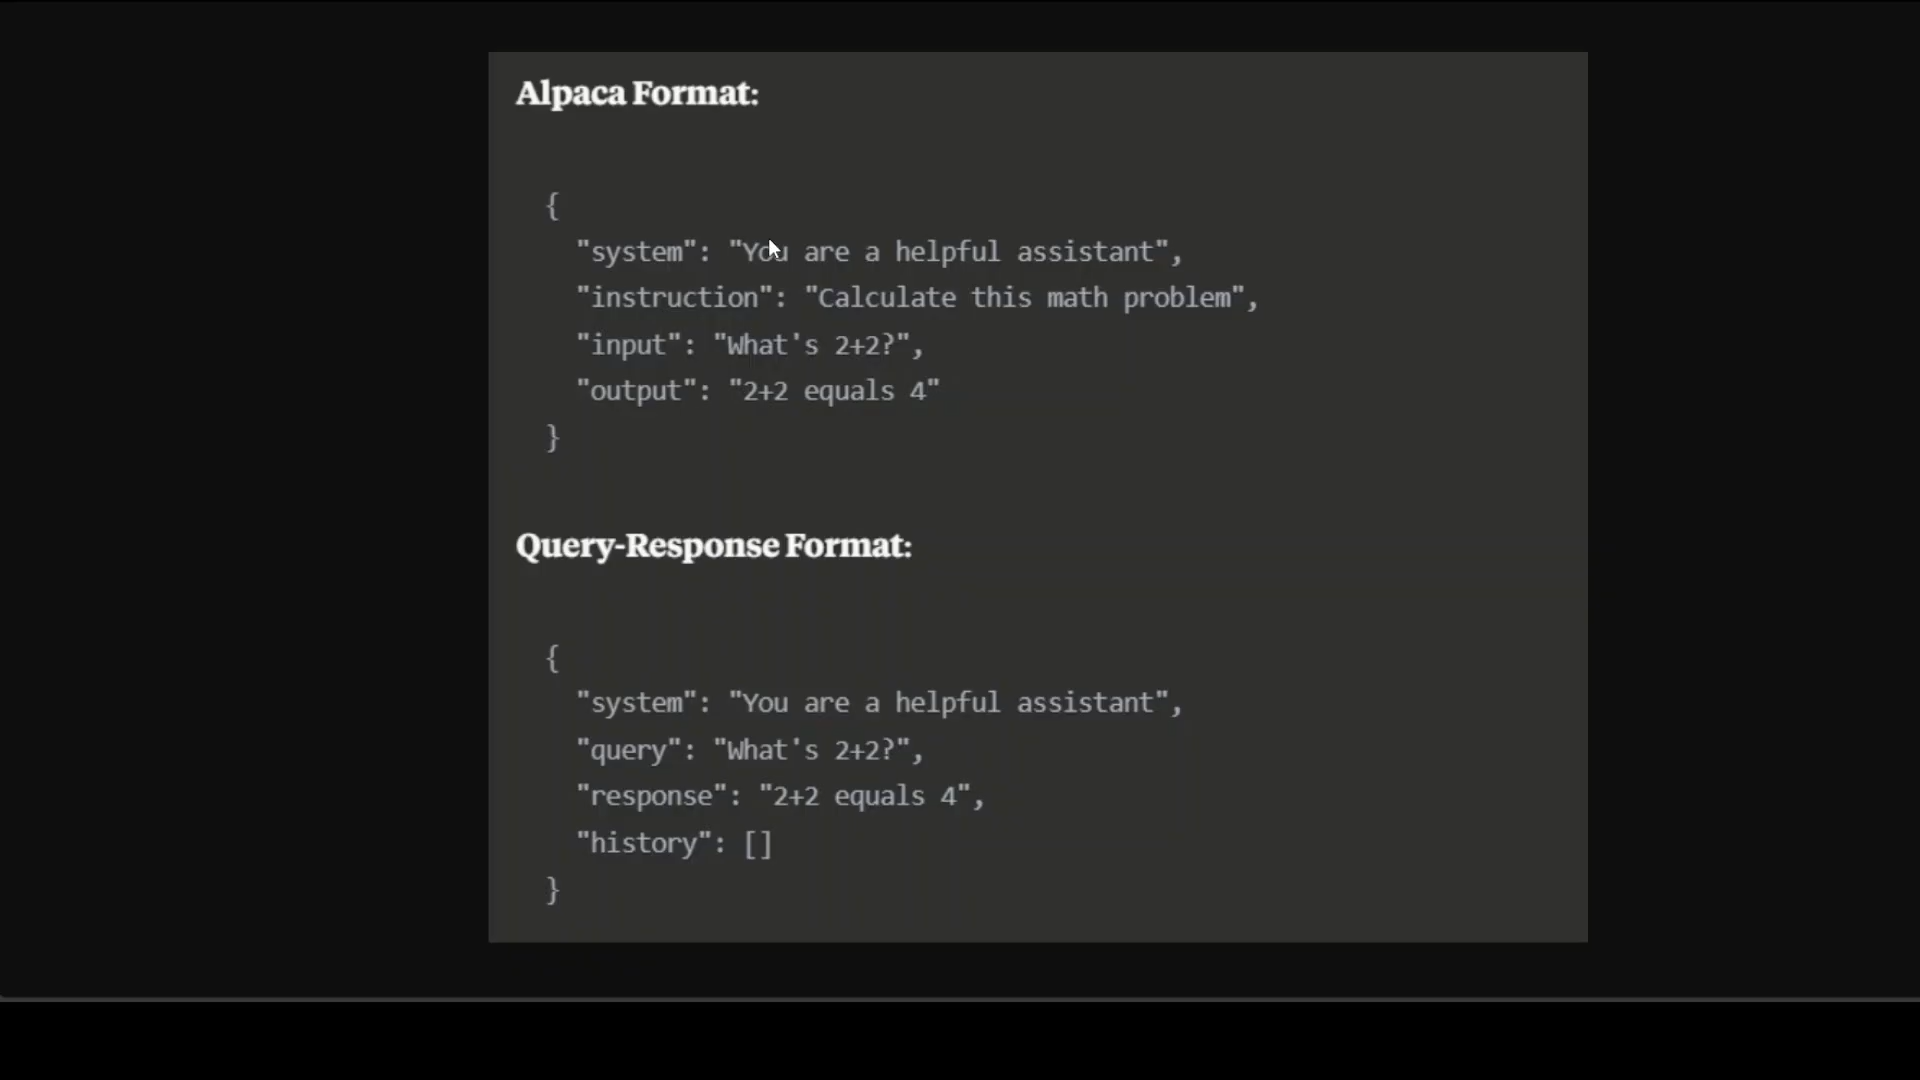 Alpaca Format:
{
"system": "You are a helpful assistant",
"instruction": "Calculate this math problem",
"input": "What's 2+2?",
"output": "2+2 equals 4"
}
Query-Response Format:
{
"system": "You are a helpful assistant",
"query": "What's 2+2?",
"response": "2+2 equals 4",
"history": []
}